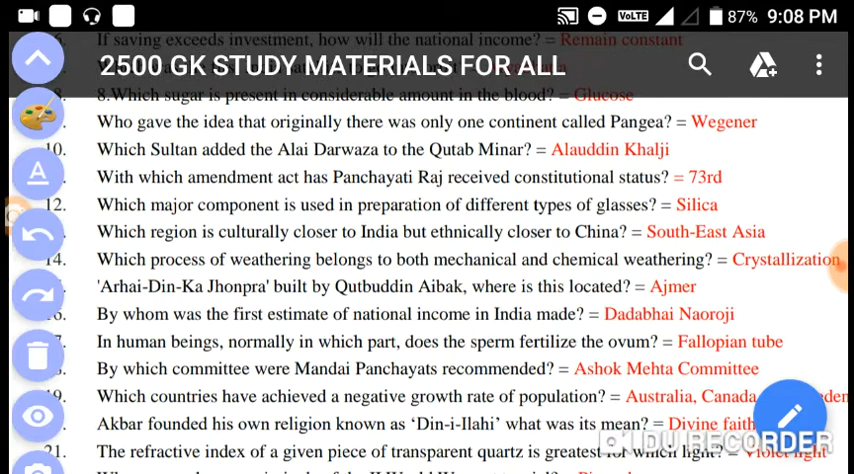 VoLTE 87% 9:08 PM
If saving exceeds investment, how will the national income? = Remain constant
2500 GK STUDY MATERIALS FOR ALL
8.Which sugar is present in considerable amount in the blood? = Glucose
Who gave the idea that originally there was only one continent called Pangea? = Wegener
10. Which Sultan added the Alai Darwaza to the Qutab Minar? = Alauddin Khalji
With which amendment act has Panchayati Raj received constitutional status? = 73rd
A
12. Which major component is used in preparation of different types of glasses? = Silica
Which region is culturally closer to India but ethnically closer to China? = South-East Asia
14. Which process of weathering belongs to both mechanical and chemical weathering? = Crystallization
'Arhai-Din-Ka Jhonpra' built by Qutbuddin Aibak, where is this located? = Ajmer
By whom was the first estimate of national income in India made? = Dadabhai Naoroji
In human beings, normally in which part, does the sperm fertilize the ovum? = Fallopian tube
By which committee were Mandai Panchayats recommended? = Ashok Mehta Committee
Which countries have achieved a negative growth rate of population? = Australia, Canada
Akbar founded his own religion known as ‘Din-i-Ilahi’ what was its mean? = Divine faith
21. The refractive index of a given piece of transparent quartz is greatest for which light? = Violet light
DU RECORDER